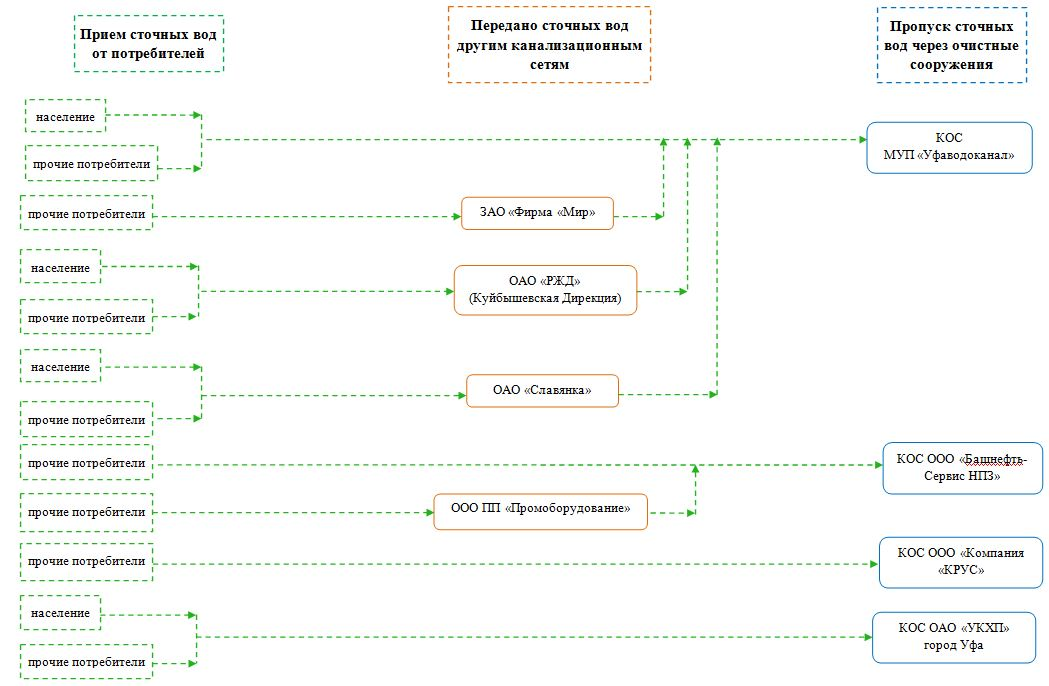 Прием сточных вод
от потребителей
Передано сточных вод
другим канализационным
сетям
Пропуск сточных
вод через очистные
сооружения
население
прочие потребители
КОС
МУП «Уфаводоканал»
прочие потребители
ЗАО «Фирма «Мир»
население
прочие потребители
ОАО «РЖД»
(Куйбышевская Дирекция)
население
прочие потребители
ОАО «Славянка»
прочие потребители
КОС ООО «Башнефть-
Сервис НПЗ»
прочие потребители
ООО ПП «Промоборудование»
прочие потребители
КОС ООО «Компания
«КРУС»
население
прочие потребители
КОС ОАО «УКХП»
город Уфа